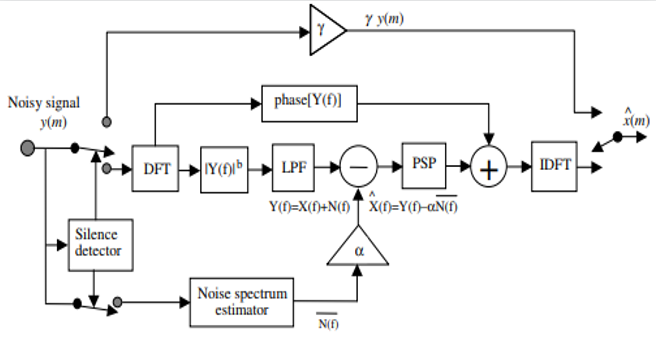 γ
γ y(m)
Noisy signal
y(m)
phase[Y(f)]
x̂(m)
DFT
|Y(f)|ᵇ
LPF
−
PSP
+
IDFT
Y(f)=X(f)+N(f)
X̂(f)=Y(f)−αN̅(̅f̅)̅
Silence
detector
α
Noise spectrum
estimator
N̅(̅f̅)̅